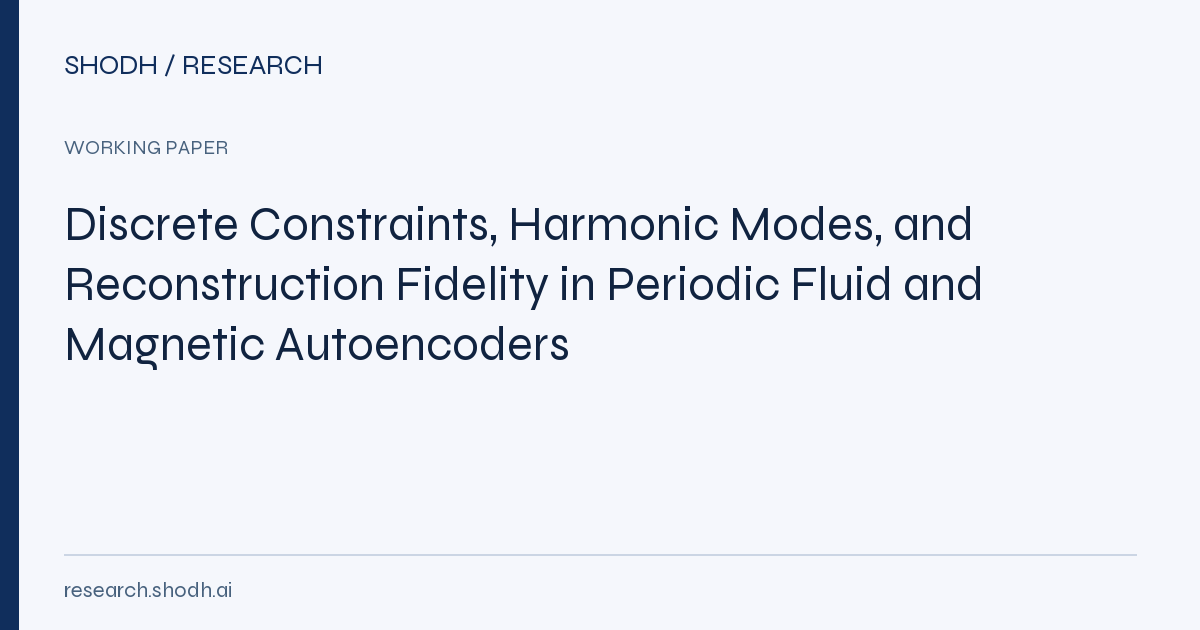 SHODH / RESEARCH
WORKING PAPER
Discrete Constraints, Harmonic Modes, and
Reconstruction Fidelity in Periodic Fluid and
Magnetic Autoencoders
research.shodh.ai